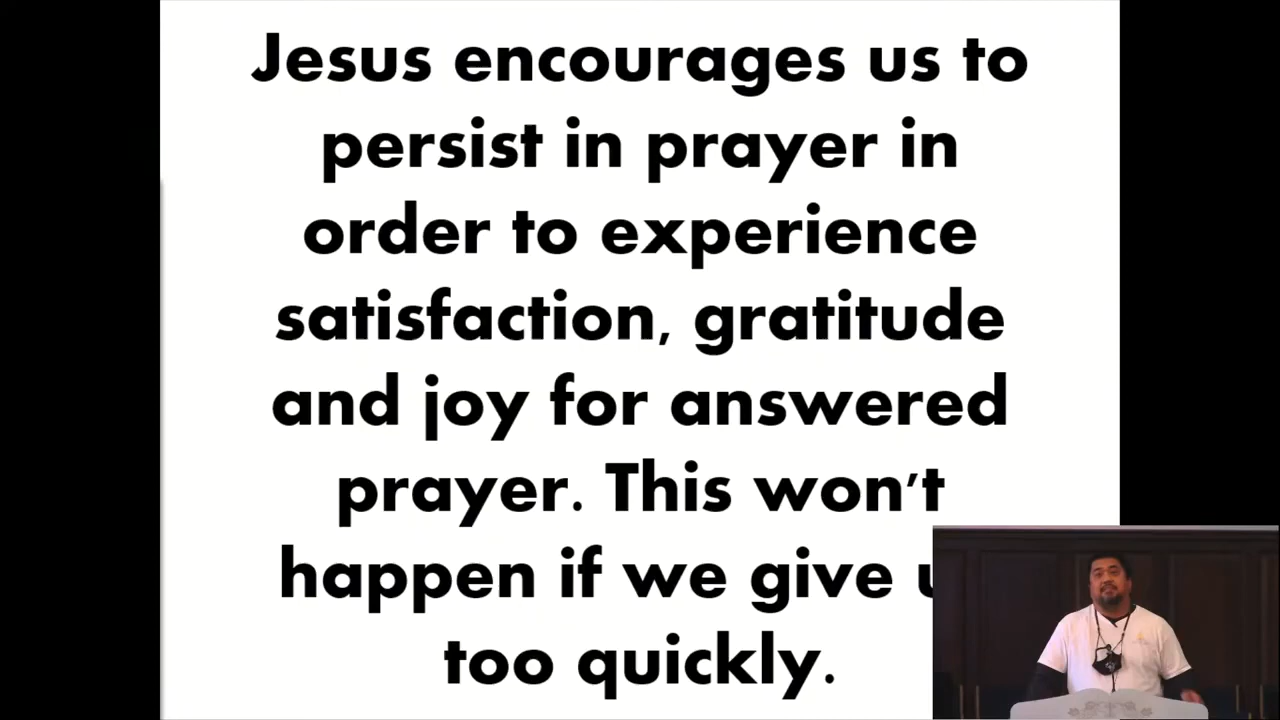 Jesus encourages us to
persist in prayer in
order to experience
satisfaction, gratitude
and joy for answered
prayer. This won't
happen if we give
too quickly.